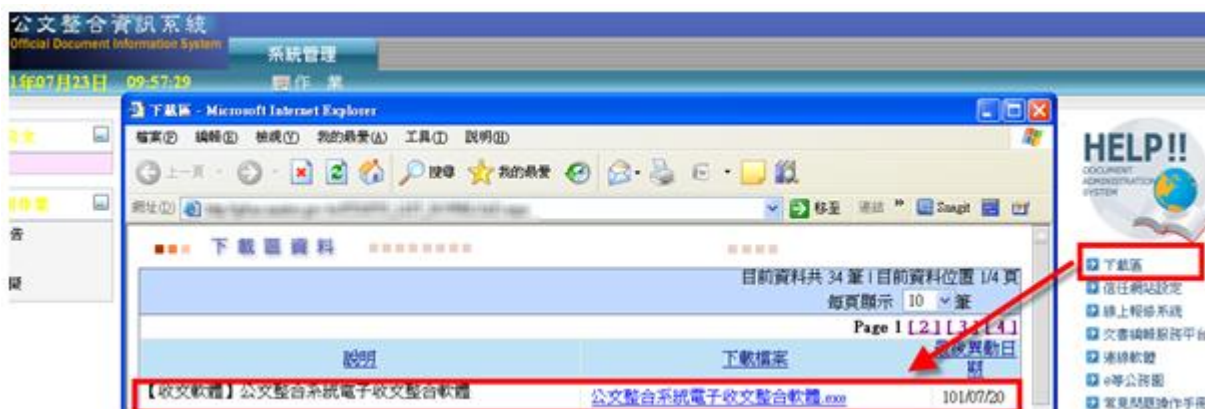 公文整合資訊系統
Official Document Information System
系統管理
1年07月23日 09:57:29
作 業
下載區 - Microsoft Internet Explorer
檔案(F) 編輯(E) 檢視(V) 我的最愛(A) 工具(T) 說明(H)
上一頁 搜尋 我的最愛
網址(D) 移至 連結 » Snagit
下載區資料
目前資料共 34 筆 | 目前資料位置 1/4 頁
每頁顯示 10 筆
Page 1 [ 2 ] [ 3 ] [ 4 ]
說明 下載檔案 最後異動日期
【收文軟體】公文整合系統電子收文整合軟體 公文整合系統電子收文整合軟體.exe 101/07/20
告
HELP!!
DOCUMENT
ADMINISTRATION
SYSTEM
下載區
信任網站設定
線上報修系統
文書編輯服務平台
連線軟體
e等公務園
常見問題操作手冊